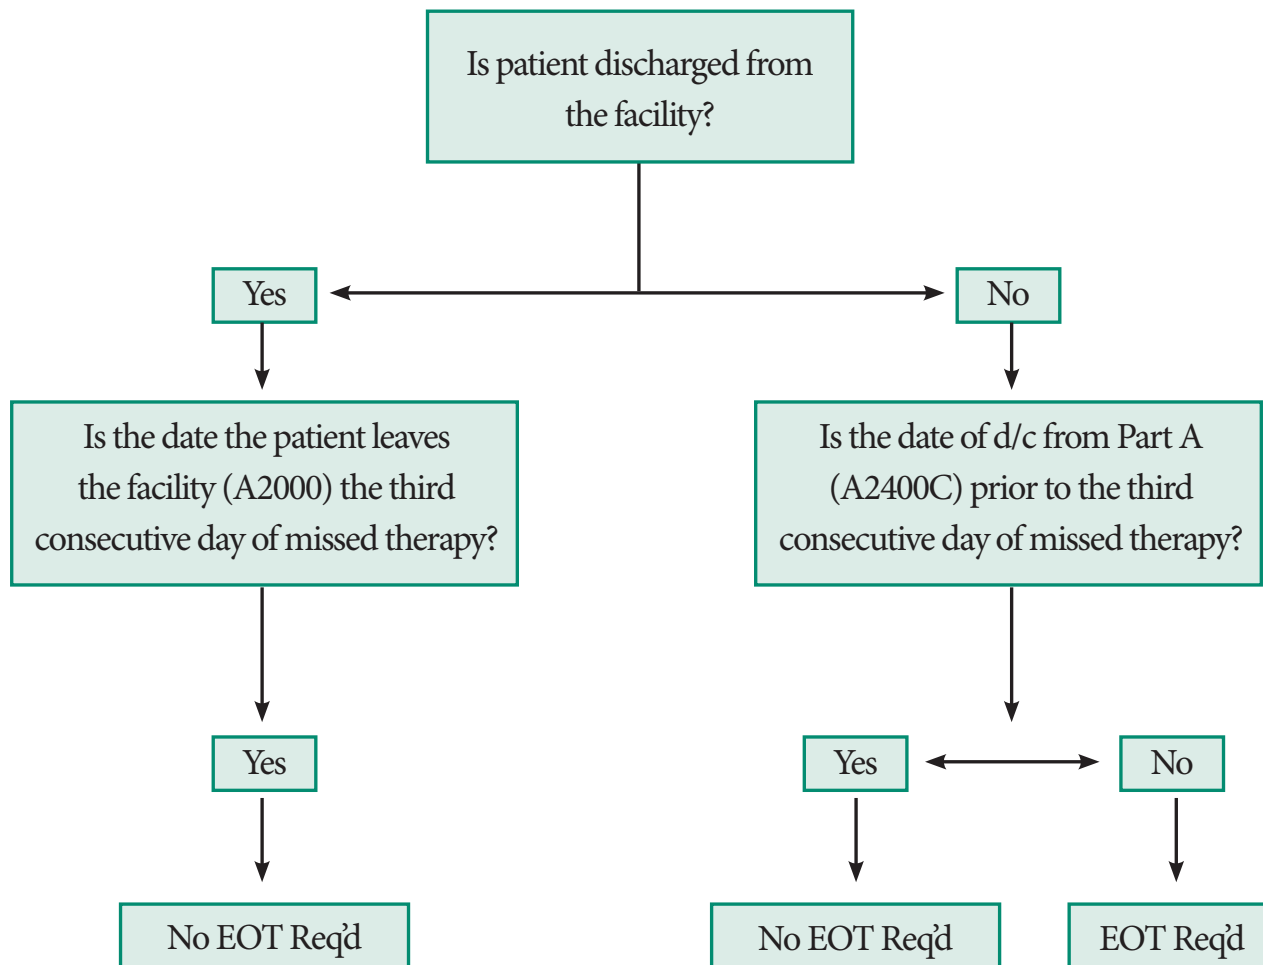 Is patient discharged from
the facility?
Yes
No
Is the date the patient leaves
the facility (A2000) the third
consecutive day of missed therapy?
Is the date of d/c from Part A
(A2400C) prior to the third
consecutive day of missed therapy?
Yes
Yes
No
No EOT Req'd
No EOT Req'd
EOT Req'd